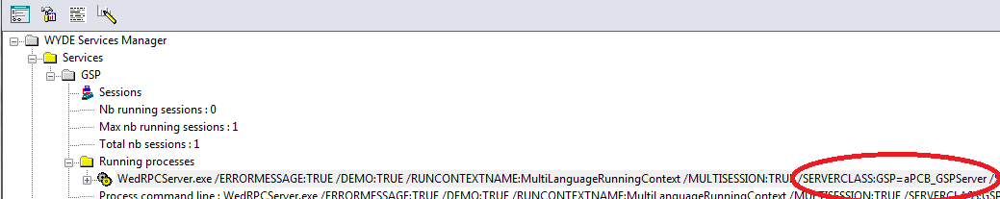 WYDE Services Manager
Services
GSP
Sessions
Nb running sessions : 0
Max nb running sessions : 1
Total nb sessions : 1
Running processes
WedRPCServer.exe /ERRORMESSAGE:TRUE /DEMO:TRUE /RUNCONTEXTNAME:MultiLanguageRunningContext /MULTISESSION:TRUE /SERVERCLASS:GSP=aPCB_GSPServer
Process command line : WedRPCServer.exe /ERRORMESSAGE:TRUE /DEMO:TRUE /RUNCONTEXTNAME:MultiLanguageRunningContext /MULTISESSION:TRUE /SERVERCLASS:GSP